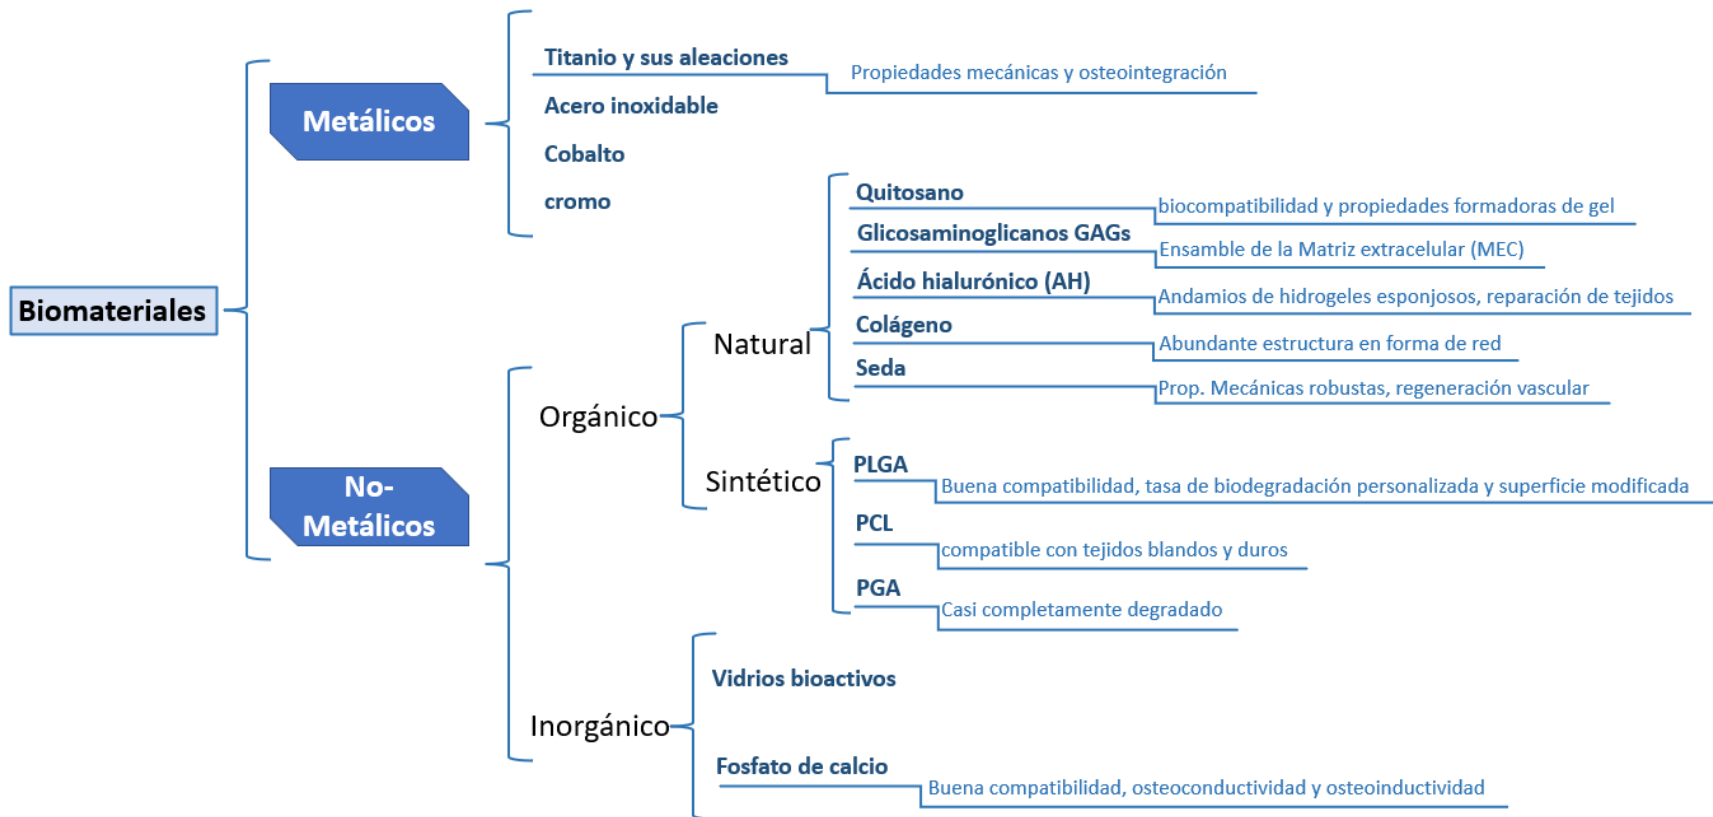 Biomateriales
Metálicos
Titanio y sus aleaciones
Propiedades mecánicas y osteointegración
Acero inoxidable
Cobalto
cromo
No-
Metálicos
Orgánico
Natural
Quitosano
biocompatibilidad y propiedades formadoras de gel
Glicosaminoglicanos GAGs
Ensamble de la Matriz extracelular (MEC)
Ácido hialurónico (AH)
Andamios de hidrogeles esponjosos, reparación de tejidos
Colágeno
Abundante estructura en forma de red
Seda
Prop. Mecánicas robustas, regeneración vascular
Sintético
PLGA
Buena compatibilidad, tasa de biodegradación personalizada y superficie modificada
PCL
compatible con tejidos blandos y duros
PGA
Casi completamente degradado
Inorgánico
Vidrios bioactivos
Fosfato de calcio
Buena compatibilidad, osteoconductividad y osteoinductividad